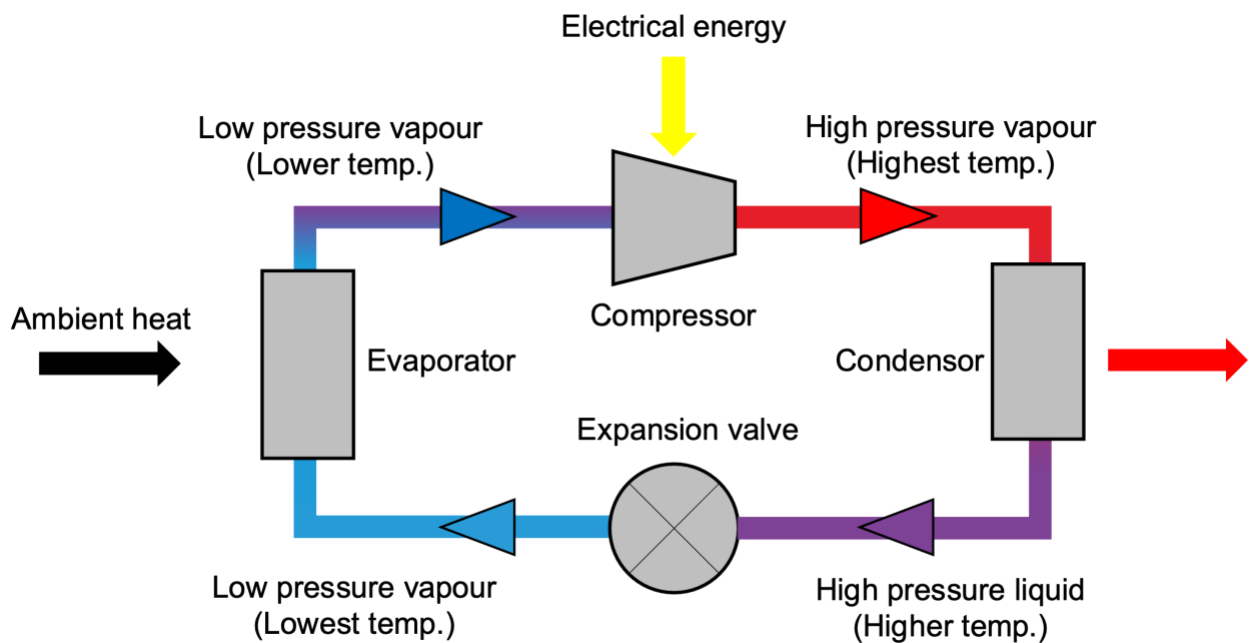 Electrical energy
Low pressure vapour
(Lower temp.)
High pressure vapour
(Highest temp.)
Compressor
Ambient heat
Evaporator
Condensor
Expansion valve
Low pressure vapour
(Lowest temp.)
High pressure liquid
(Higher temp.)